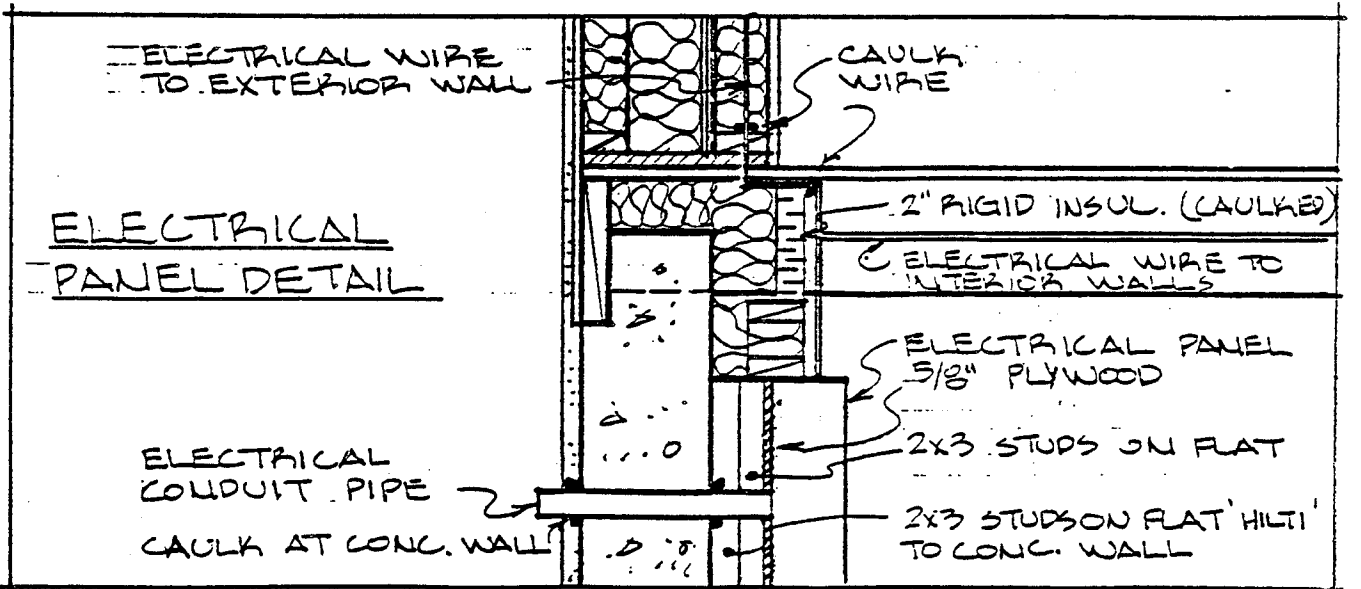 ELECTRICAL WIRE
TO EXTERIOR WALL
CAULK
WIRE
ELECTRICAL
PANEL DETAIL
2" RIGID INSUL. (CAULKED)
ELECTRICAL WIRE TO
INTERIOR WALLS
ELECTRICAL PANEL
5/8" PLYWOOD
2x3 STUDS ON FLAT
ELECTRICAL
CONDUIT PIPE
CAULK AT CONC. WALL
2x3 STUDS ON FLAT 'HILTI'
TO CONC. WALL